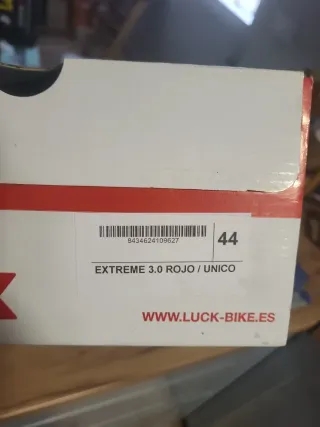 8434624109627
44
EXTREME 3.0 ROJO / UNICO
WWW.LUCK-BIKE.ES